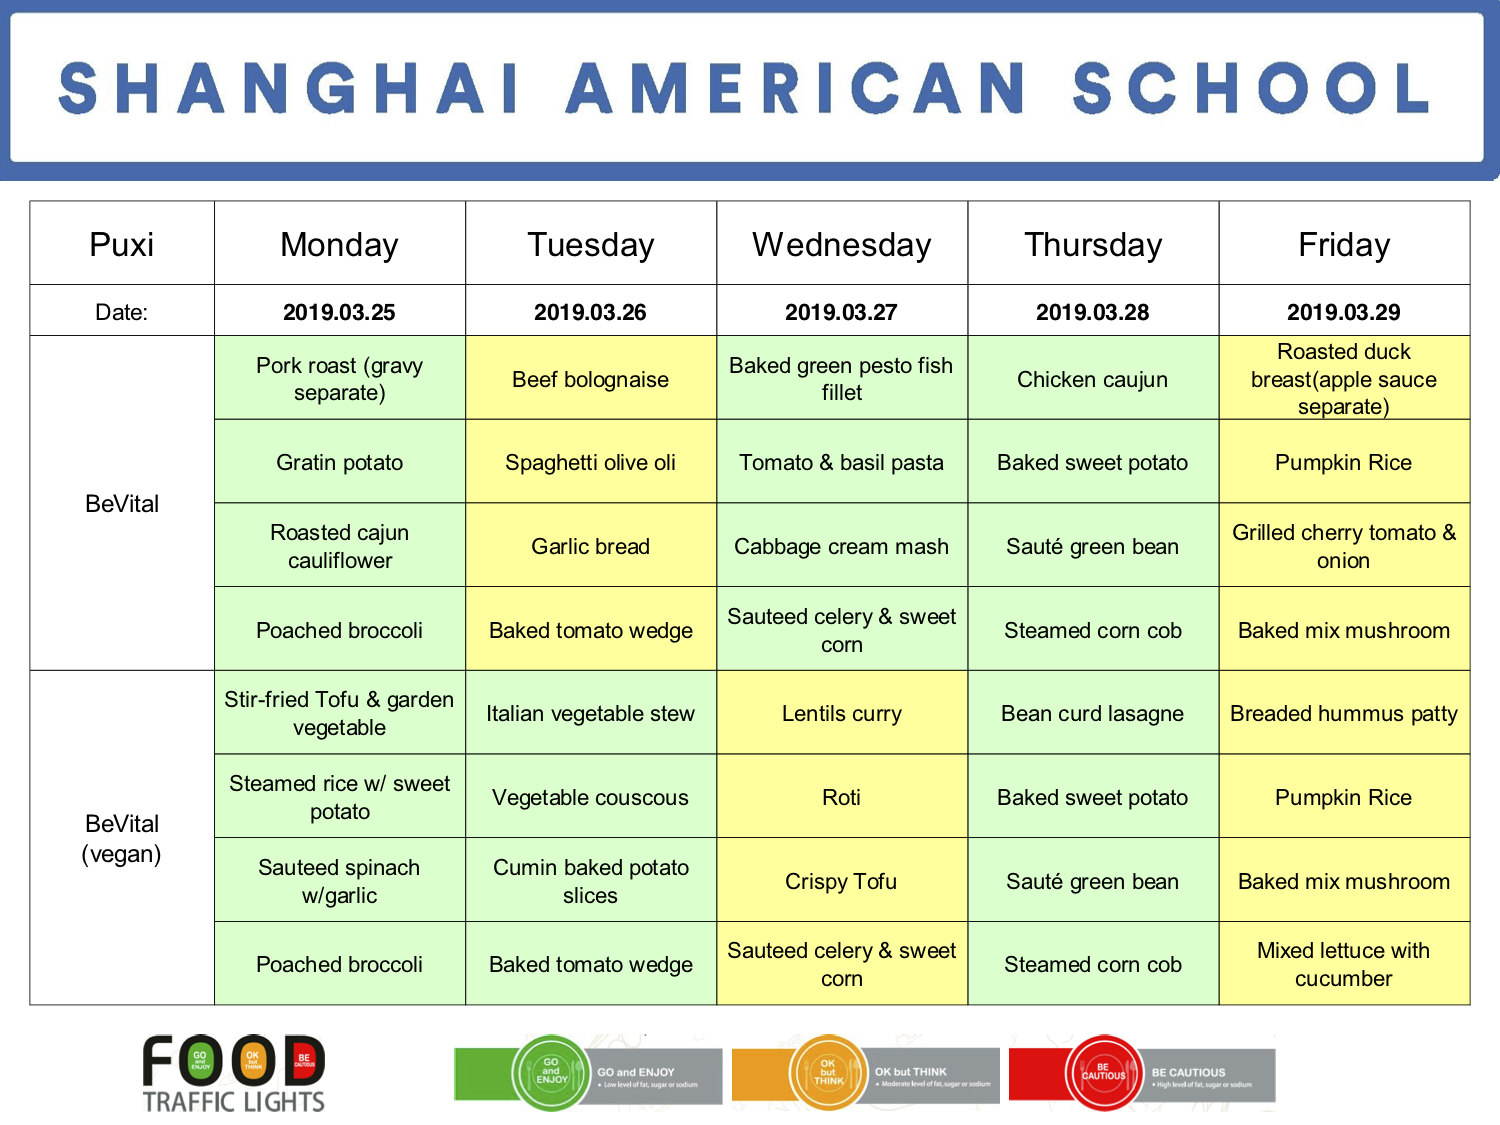 SHANGHAI AMERICAN SCHOOL
Puxi Monday Tuesday Wednesday Thursday Friday
Date: 2019.03.25 2019.03.26 2019.03.27 2019.03.28 2019.03.29
BeVital
Pork roast (gravy
separate)
Beef bolognaise
Baked green pesto fish
fillet
Chicken caujun
Roasted duck
breast(apple sauce
separate)
Gratin potato
Spaghetti olive oli
Tomato & basil pasta
Baked sweet potato
Pumpkin Rice
Roasted cajun
cauliflower
Garlic bread
Cabbage cream mash
Sauté green bean
Grilled cherry tomato &
onion
Poached broccoli
Baked tomato wedge
Sauteed celery & sweet
corn
Steamed corn cob
Baked mix mushroom
BeVital
(vegan)
Stir-fried Tofu & garden
vegetable
Italian vegetable stew
Lentils curry
Bean curd lasagne
Breaded hummus patty
Steamed rice w/ sweet
potato
Vegetable couscous
Roti
Baked sweet potato
Pumpkin Rice
Sauteed spinach
w/garlic
Cumin baked potato
slices
Crispy Tofu
Sauté green bean
Baked mix mushroom
Poached broccoli
Baked tomato wedge
Sauteed celery & sweet
corn
Steamed corn cob
Mixed lettuce with
cucumber
FOOD
GO
and
ENJOY
OK
but
THINK
BE
CAUTIOUS
TRAFFIC LIGHTS
GO
and
ENJOY
GO and ENJOY
• Low level of fat, sugar or sodium
OK
but
THINK
OK but THINK
• Moderate level of fat, sugar or sodium
BE
CAUTIOUS
BE CAUTIOUS
• High level of fat, sugar or sodium